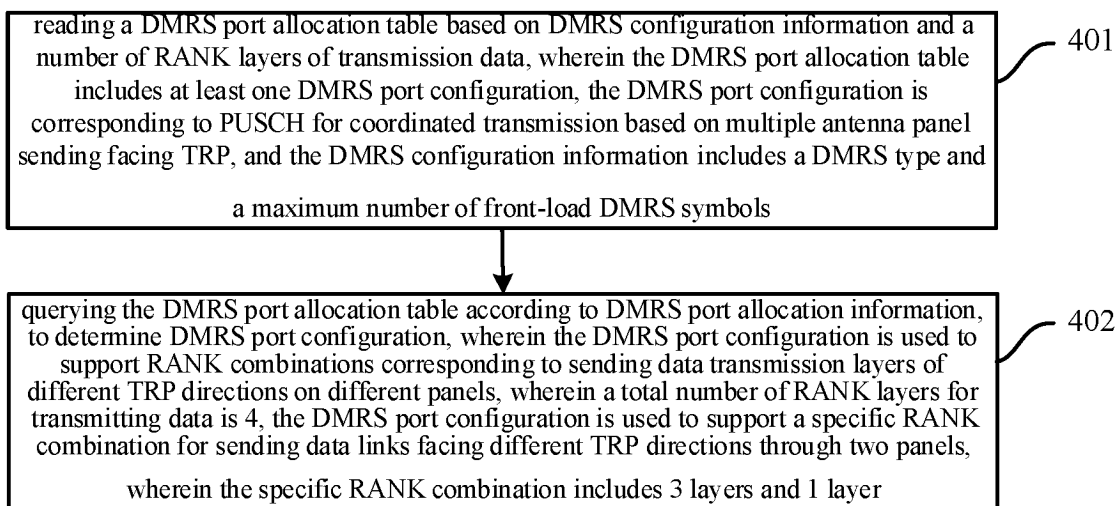 reading a DMRS port allocation table based on DMRS configuration information and a
number of RANK layers of transmission data, wherein the DMRS port allocation table
includes at least one DMRS port configuration, the DMRS port configuration is
corresponding to PUSCH for coordinated transmission based on multiple antenna panel
sending facing TRP, and the DMRS configuration information includes a DMRS type and
a maximum number of front-load DMRS symbols
401
querying the DMRS port allocation table according to DMRS port allocation information,
to determine DMRS port configuration, wherein the DMRS port configuration is used to
support RANK combinations corresponding to sending data transmission layers of
different TRP directions on different panels, wherein a total number of RANK layers for
transmitting data is 4, the DMRS port configuration is used to support a specific RANK
combination for sending data links facing different TRP directions through two panels,
wherein the specific RANK combination includes 3 layers and 1 layer
402